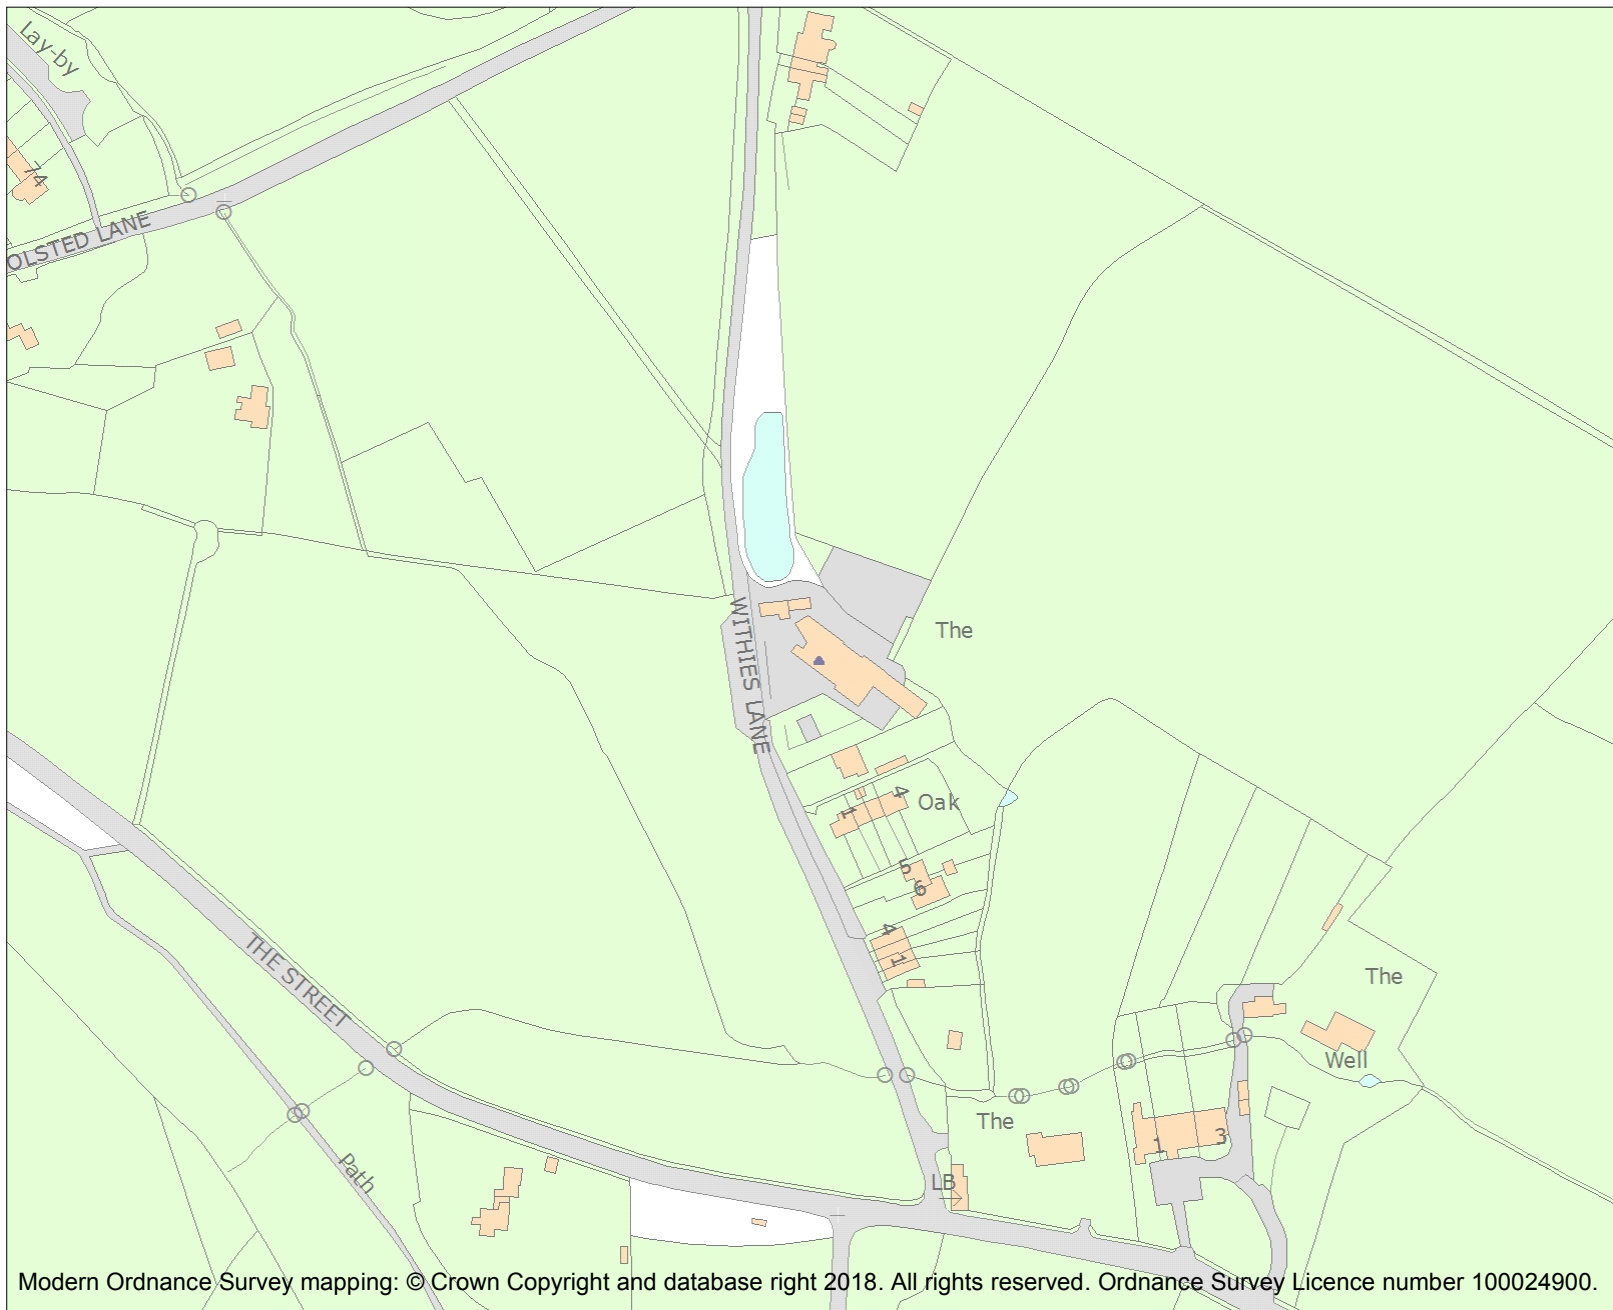 Lay-by
74
OLSTED LANE
WITHIES LANE
The
4
1
Oak
5
6
4
1
THE STREET
The
Well
The
1
3
Path
LB
Modern Ordnance Survey mapping: © Crown Copyright and database right 2018. All rights reserved. Ordnance Survey Licence number 100024900.